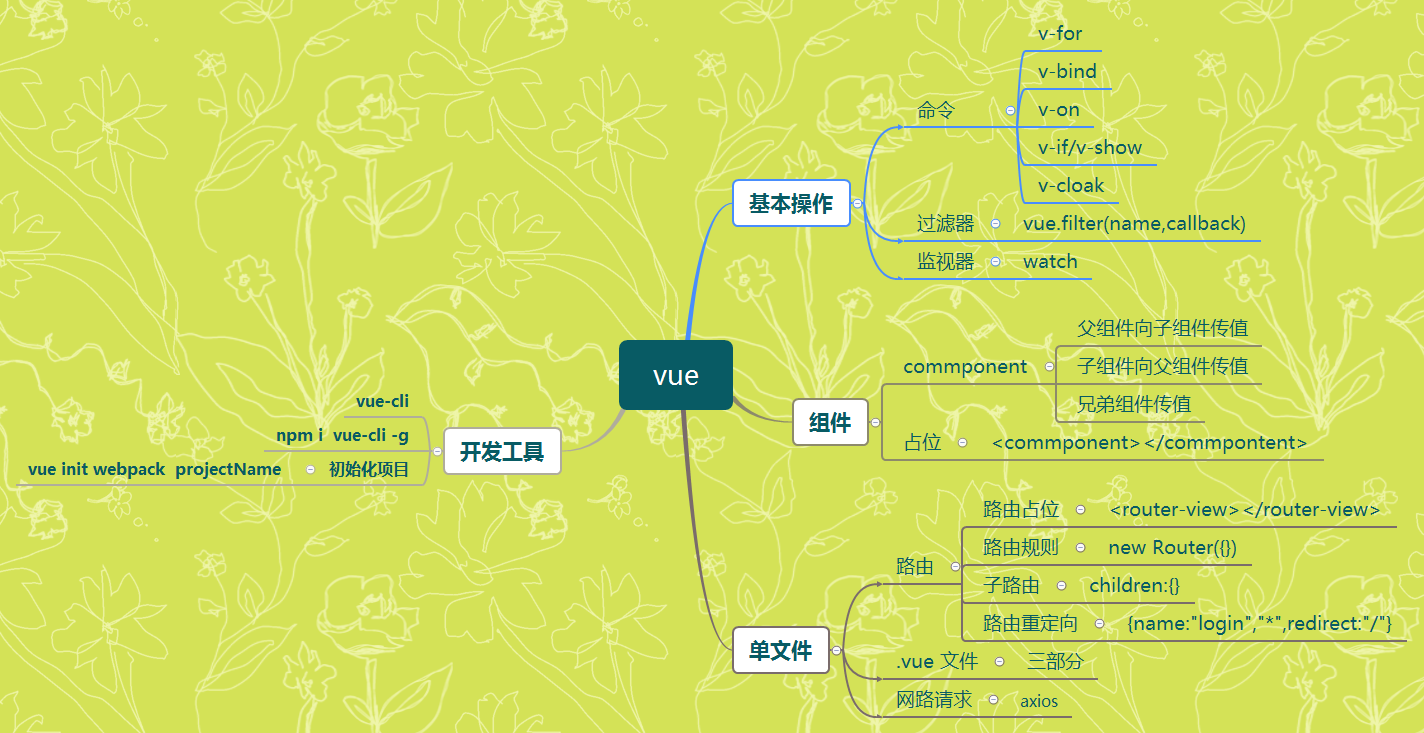 vue
基本操作
命令
v-for
v-bind
v-on
v-if/v-show
v-cloak
过滤器
vue.filter(name,callback)
监视器
watch
组件
commponent
父组件向子组件传值
子组件向父组件传值
兄弟组件传值
占位
<commponent></commpontent>
单文件
路由
路由占位
<router-view></router-view>
路由规则
new Router({})
子路由
children:{}
路由重定向
{name:"login","*",redirect:"/"}
.vue 文件
三部分
网路请求
axios
开发工具
vue-cli
npm i  vue-cli -g
初始化项目
vue init webpack  projectName